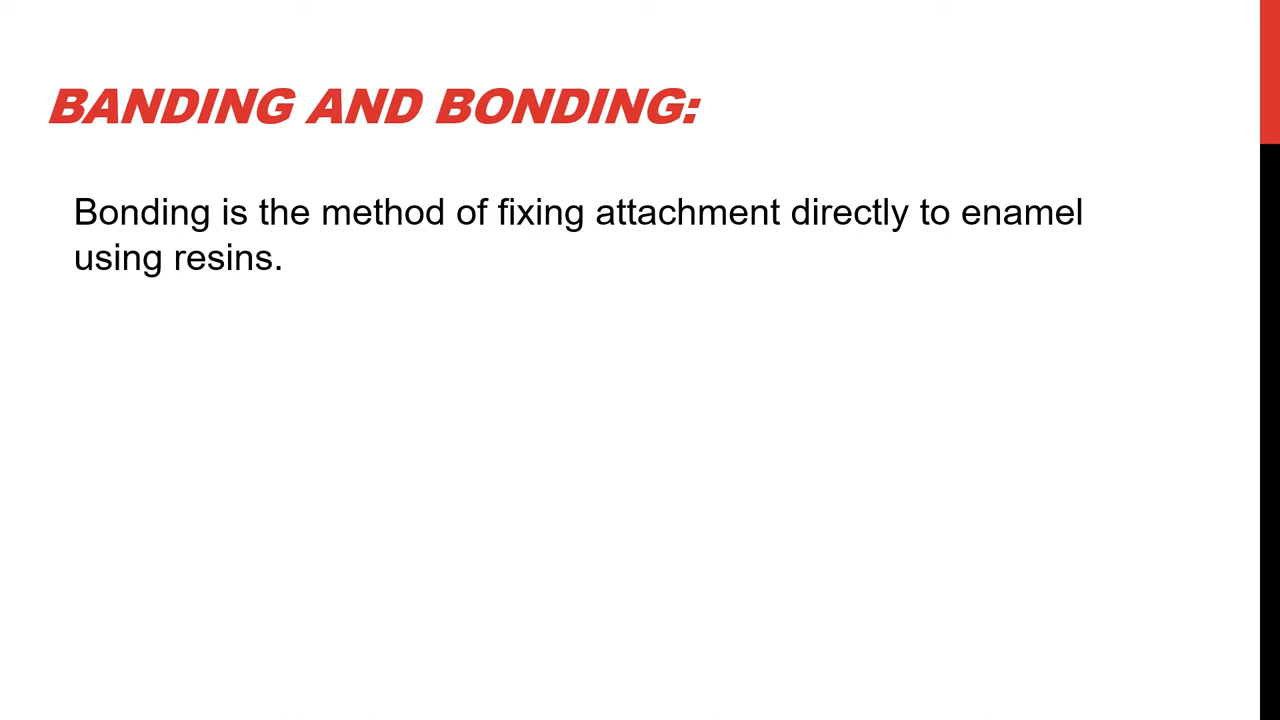 BANDING AND BONDING:
Bonding is the method of fixing attachment directly to enamel
using resins.